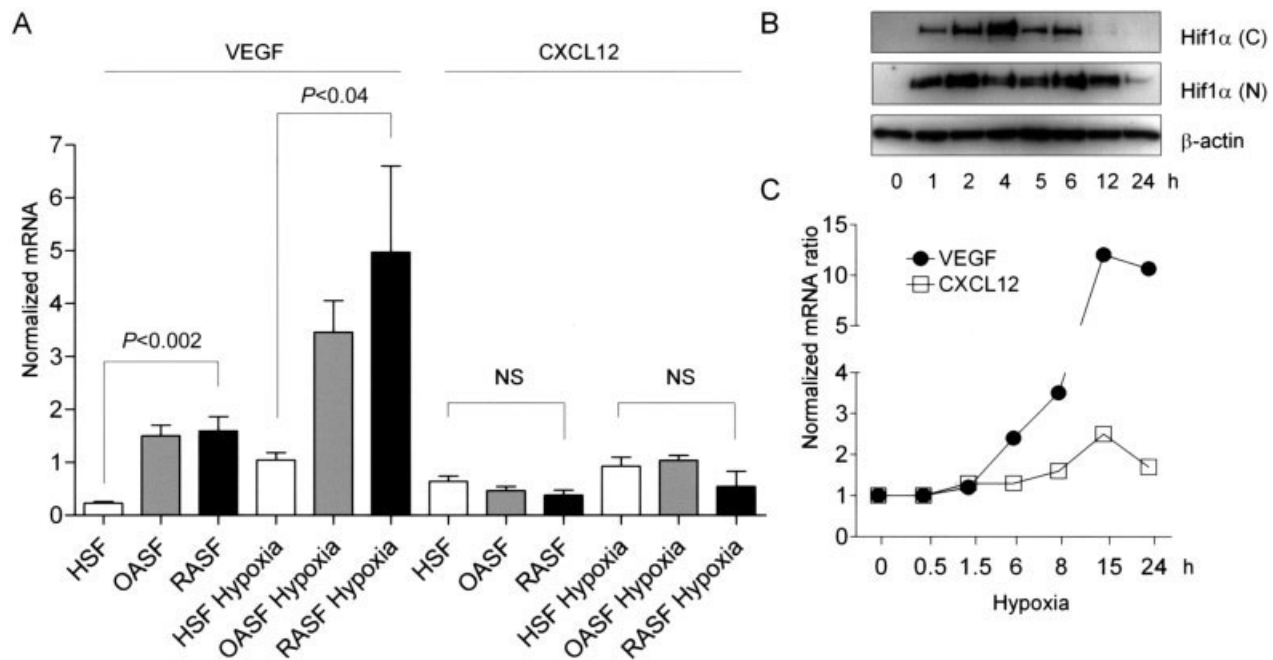 A
VEGF
CXCL12
P<0.04
P<0.002
NS
NS
Normalized mRNA
7
6
5
4
3
2
1
0
HSF
OASF
RASF
HSF Hypoxia
OASF Hypoxia
RASF Hypoxia
HSF
OASF
RASF
HSF Hypoxia
OASF Hypoxia
RASF Hypoxia
B
Hif1α (C)
Hif1α (N)
β-actin
0 1 2 4 5 6 12 24 h
C
Normalized mRNA ratio
15
10
5
4
3
2
1
0
VEGF
CXCL12
0 0.5 1.5 6 8 15 24 h
Hypoxia